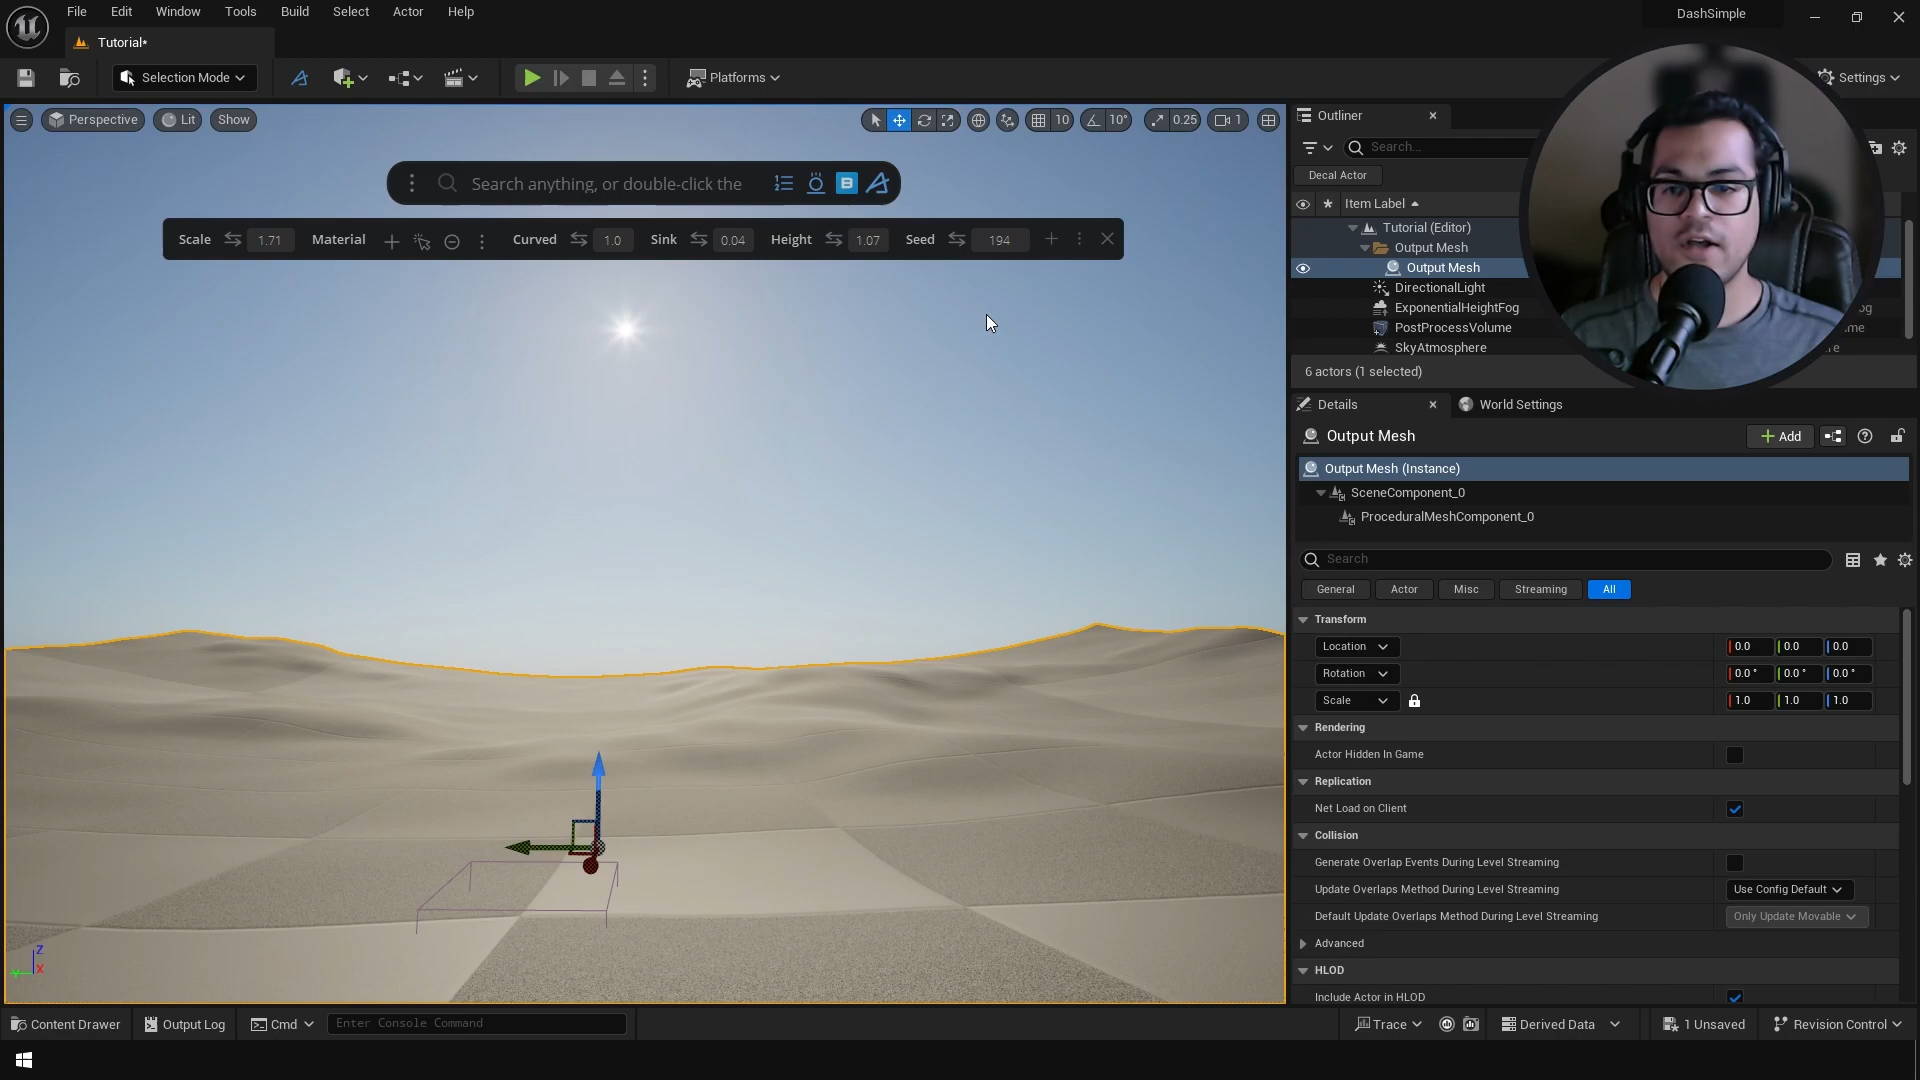 File Edit Window Tools Build Select Actor Help
DashSimple
Tutorial*
Selection Mode
Platforms
Settings
Perspective Lit Show
10 10° 0.25 1
Search anything, or double-click the
Scale 1.71 Material Curved 1.0 Sink 0.04 Height 1.07 Seed 194
Z
Y X
Outliner
Search...
Decal Actor
Item Label
Tutorial (Editor)
Output Mesh
Output Mesh
DirectionalLight
ExponentialHeightFog
PostProcessVolume
SkyAtmosphere
6 actors (1 selected)
Details World Settings
Output Mesh
Add
Output Mesh (Instance)
SceneComponent_0
ProceduralMeshComponent_0
Search
General Actor Misc Streaming All
Transform
Location 0.0 0.0 0.0
Rotation 0.0° 0.0° 0.0°
Scale 1.0 1.0 1.0
Rendering
Actor Hidden In Game
Replication
Net Load on Client
Collision
Generate Overlap Events During Level Streaming
Update Overlaps Method During Level Streaming Use Config Default
Default Update Overlaps Method During Level Streaming Only Update Movable
Advanced
HLOD
Include Actor in HLOD
Content Drawer Output Log Cmd Enter Console Command
Trace Derived Data 1 Unsaved Revision Control